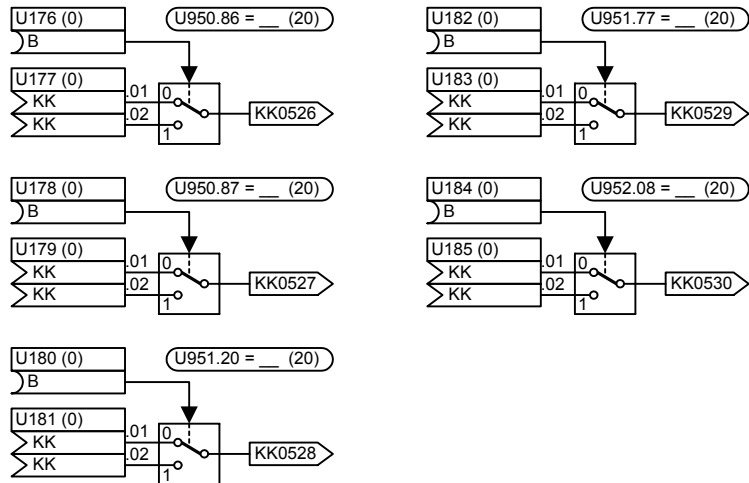 U176 (0)
U950.86 = __ (20)
B
U177 (0)
KK
.01
0
KK
.02
1
KK0526
U182 (0)
U951.77 = __ (20)
B
U183 (0)
KK
.01
0
KK
.02
1
KK0529
U178 (0)
U950.87 = __ (20)
B
U179 (0)
KK
.01
0
KK
.02
1
KK0527
U184 (0)
U952.08 = __ (20)
B
U185 (0)
KK
.01
0
KK
.02
1
KK0530
U180 (0)
U951.20 = __ (20)
B
U181 (0)
KK
.01
0
KK
.02
1
KK0528